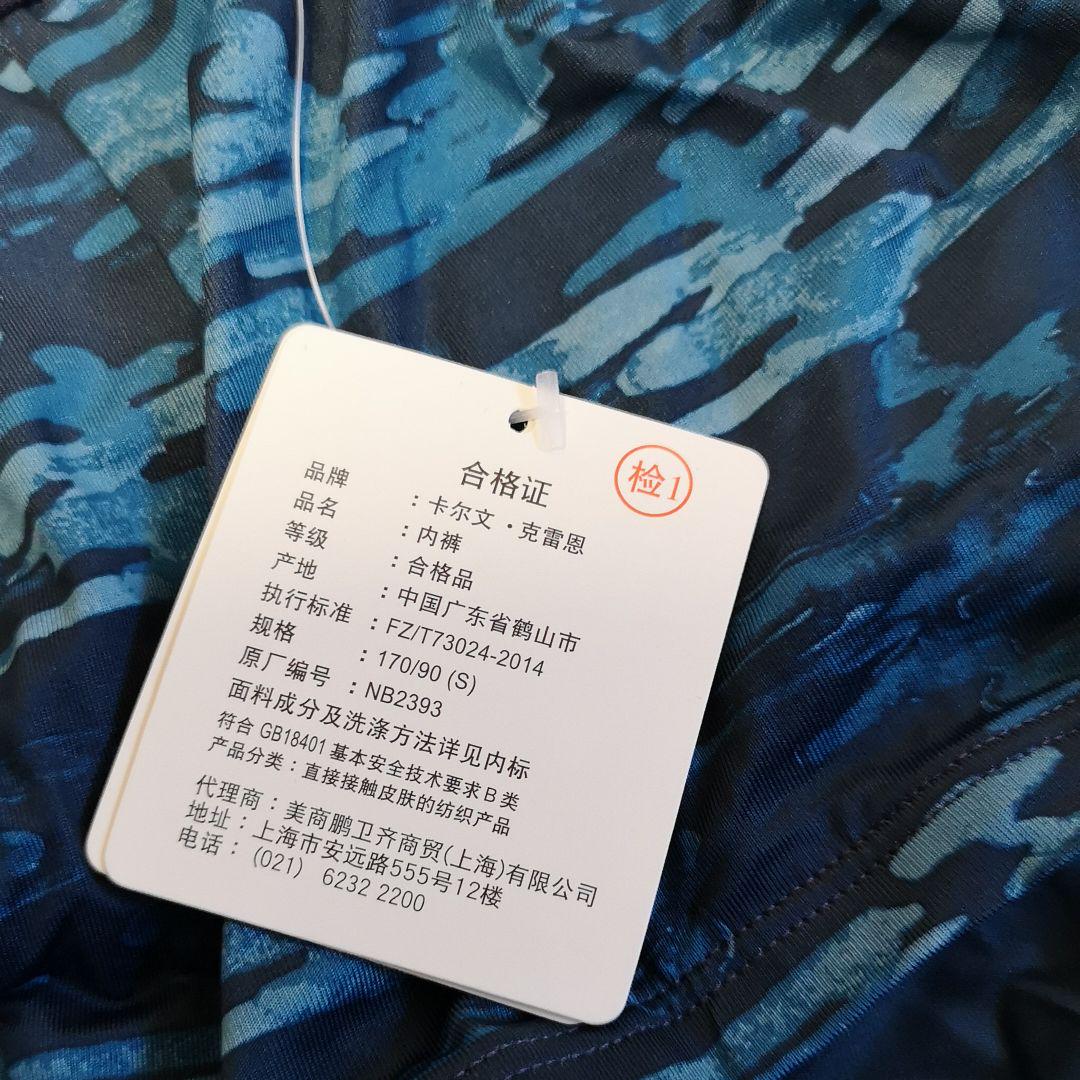 合格证
检1
品牌：卡尔文·克雷恩
品名：内裤
等级：合格品
产地：中国广东省鹤山市
执行标准：FZ/T73024-2014
规格：170/90 (S)
原厂编号：NB2393
面料成分及洗涤方法详见内标
符合 GB18401 基本安全技术要求 B 类
产品分类：直接接触皮肤的纺织产品
代理商：美商鹏卫齐商贸(上海)有限公司
地址：上海市安远路555号12楼
电话：(021) 6232 2200